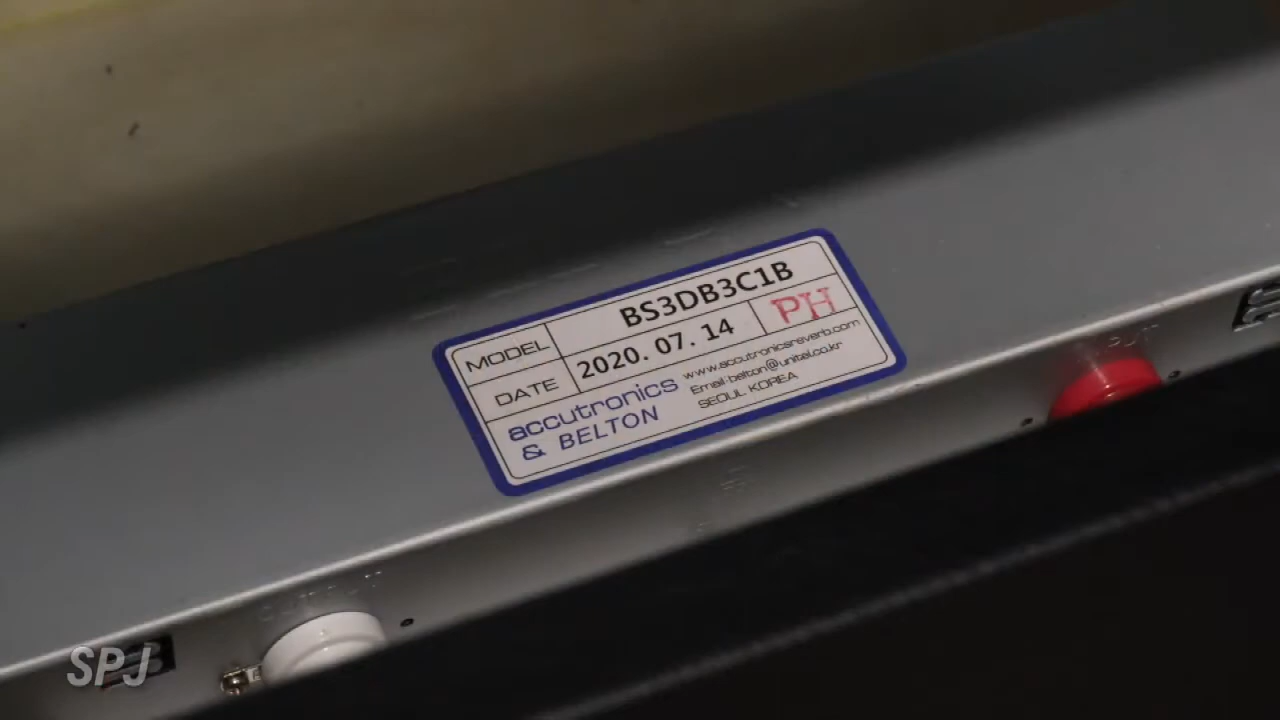 MODEL BS3DB3C1B
DATE 2020. 07. 14 PH
accutronics
& BELTON
www.accutronicsreverb.com
Email:belton@unitel.co.kr
SEOUL KOREA
OUTPUT
SPJ